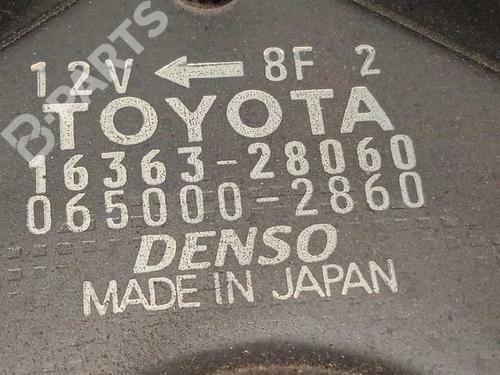 12V ← 8F 2
TOYOTA
16363-28060
065000-2860
DENSO
MADE IN JAPAN
B-PARTS